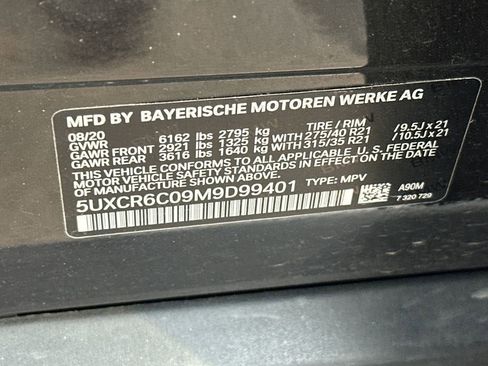 MFD BY BAYERISCHE MOTOREN WERKE AG
08/20 TIRE / RIM
GVWR 6162 lbs 2795 kg
GAWR FRONT 2921 lbs 1325 kg WITH 275/40 R21 /9.5J x 21
GAWR REAR 3616 lbs 1640 kg WITH 315/35 R21 /10.5J x 21
THIS VEHICLE CONFORMS TO ALL APPLICABLE U.S. FEDERAL
MOTOR VEHICLE SAFETY STANDARDS IN EFFECT ON THE DATE
OF MANUFACTURE SHOWN ABOVE.
5UXCR6C09M9D99401 TYPE: MPV
A90M
7 320 729